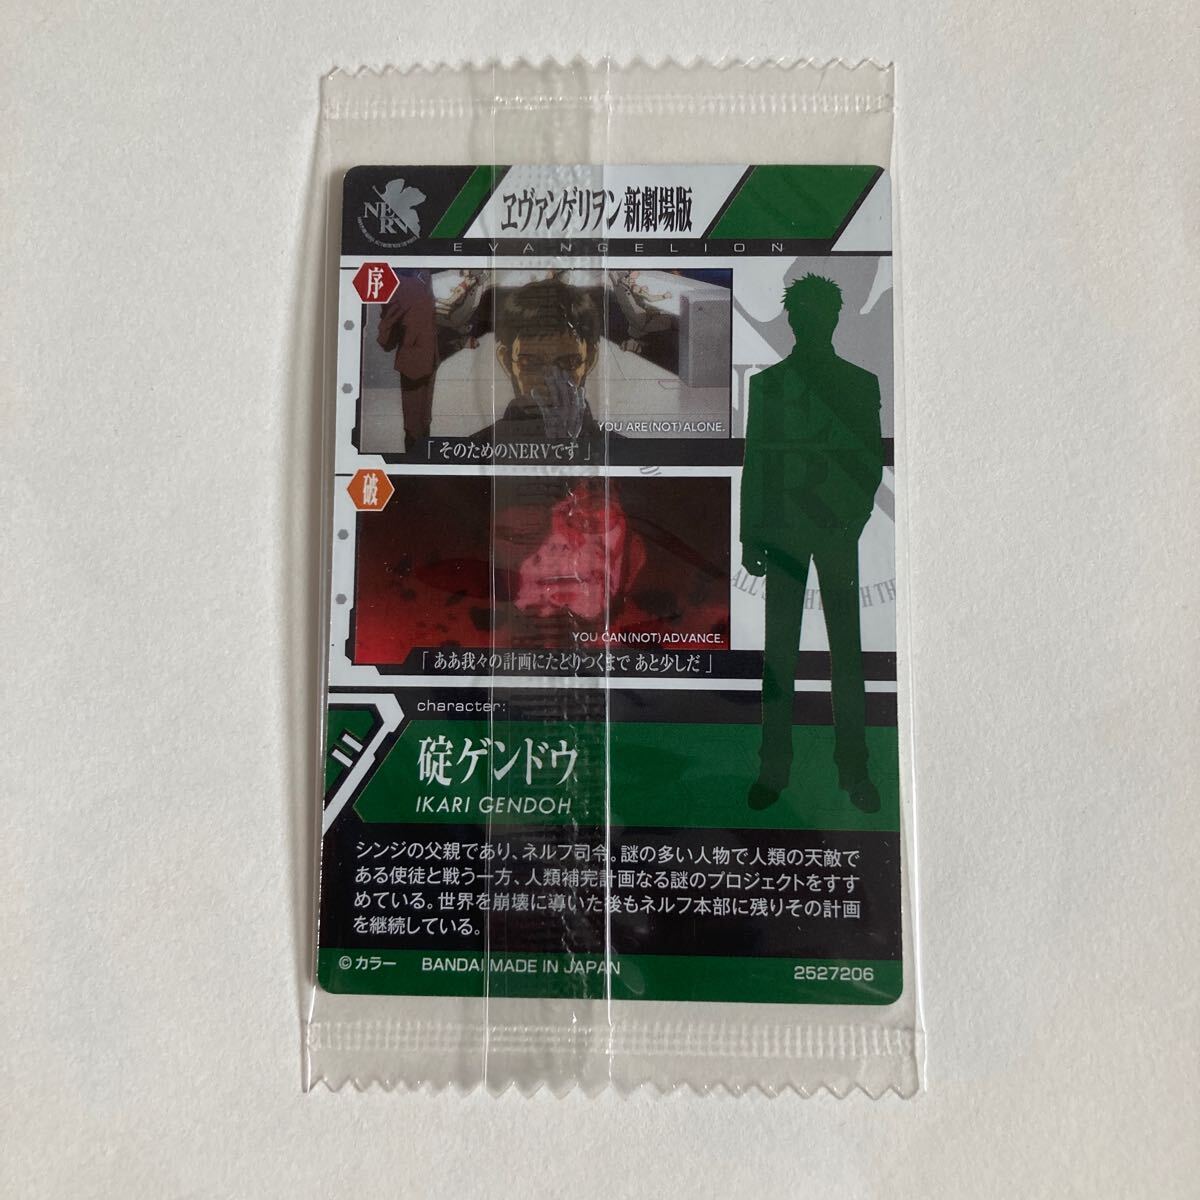 NERV
ヱヴァンゲリヲン新劇場版
EVANGELION
序
YOU ARE(NOT)ALONE.
「そのためのNERVです」
破
YOU CAN(NOT)ADVANCE.
「ああ我々の計画にたどりつくまで あと少しだ」
character:
碇ゲンドウ
IKARI GENDOH
シンジの父親であり、ネルフ司令。謎の多い人物で人類の天敵で
ある使徒と戦う一方、人類補完計画なる謎のプロジェクトをすす
めている。世界を崩壊に導いた後もネルフ本部に残りその計画
を継続している。
©カラー BANDAI MADE IN JAPAN 2527206